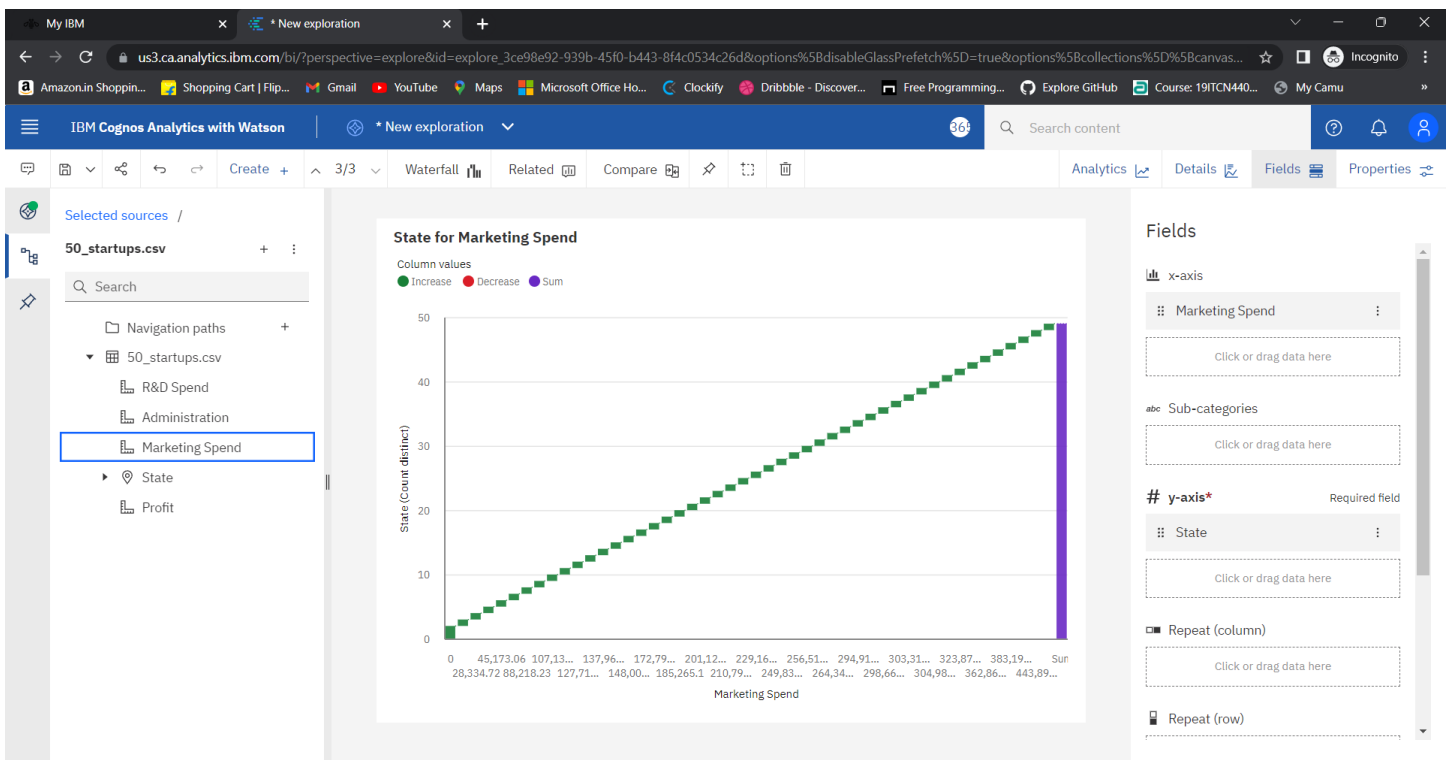 My IBM
* New exploration
us3.ca.analytics.ibm.com/bi/?perspective=explore&id=explore_3ce98e92-939b-45f0-b443-8f4c0534c26d&options%5BdisableGlassPrefetch%5D=true&options%5Bcollections%5D%5Bcanvas...
Incognito
Amazon.in Shoppin... Shopping Cart | Flip... Gmail YouTube Maps Microsoft Office Ho... Clockify Dribbble - Discover... Free Programming... Explore GitHub Course: 19ITCN440... My Camu »
IBM Cognos Analytics with Watson
* New exploration
365
Search content
Create + 3/3 Waterfall Related Compare
Analytics Details Fields Properties
Selected sources /
50_startups.csv
Search
Navigation paths
50_startups.csv
R&D Spend
Administration
Marketing Spend
State
Profit
State for Marketing Spend
Column values
Increase Decrease Sum
State (Count distinct)
50
40
30
20
10
0
0 45,173.06 107,13... 137,96... 172,79... 201,12... 229,16... 256,51... 294,91... 303,31... 323,87... 383,19... Sum
28,334.72 88,218.23 127,71... 148,00... 185,265.1 210,79... 249,83... 264,34... 298,66... 304,98... 362,86... 443,89...
Marketing Spend
Fields
x-axis
Marketing Spend
Click or drag data here
abc Sub-categories
Click or drag data here
# y-axis* Required field
State
Click or drag data here
Repeat (column)
Click or drag data here
Repeat (row)